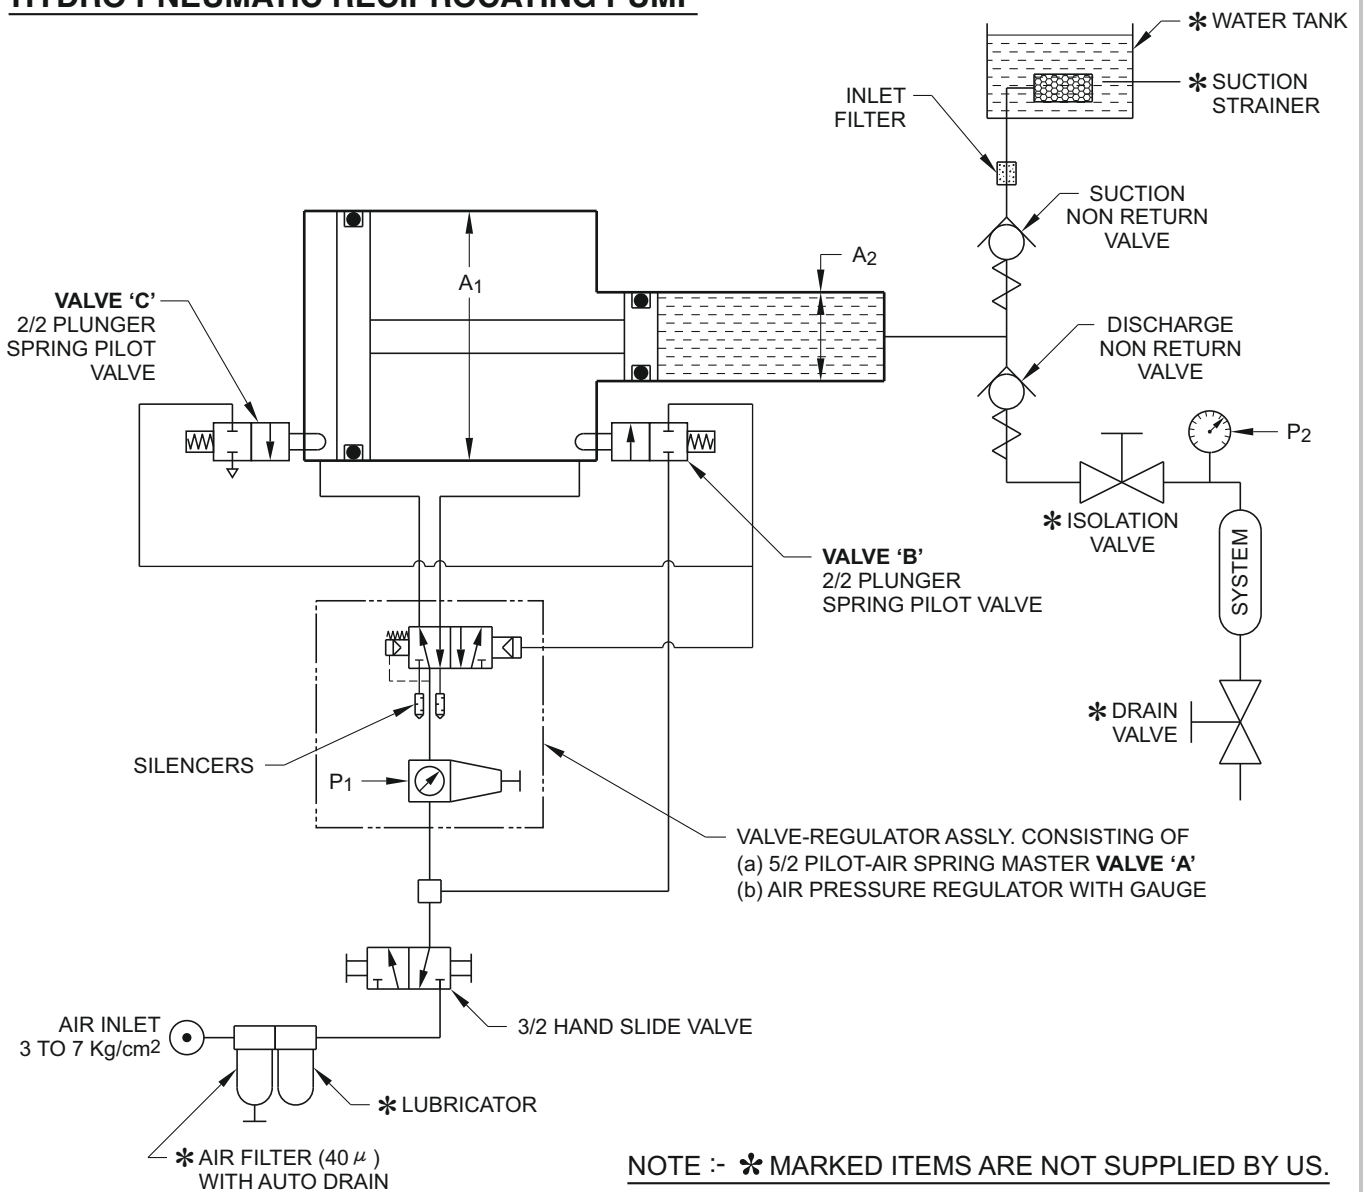 HYDRO PNEUMATIC RECIPROCATING PUMP
✻ WATER TANK
✻ SUCTION
STRAINER
INLET
FILTER
SUCTION
NON RETURN
VALVE
A2
A1
VALVE ‘C’
2/2 PLUNGER
SPRING PILOT
VALVE
DISCHARGE
NON RETURN
VALVE
P2
✻ ISOLATION
VALVE
SYSTEM
VALVE ‘B’
2/2 PLUNGER
SPRING PILOT VALVE
✻ DRAIN
VALVE
SILENCERS
P1
VALVE-REGULATOR ASSLY. CONSISTING OF
(a) 5/2 PILOT-AIR SPRING MASTER VALVE ‘A’
(b) AIR PRESSURE REGULATOR WITH GAUGE
AIR INLET
3 TO 7 Kg/cm2
3/2 HAND SLIDE VALVE
✻ LUBRICATOR
✻ AIR FILTER (40 μ )
WITH AUTO DRAIN
NOTE :- ✻ MARKED ITEMS ARE NOT SUPPLIED BY US.